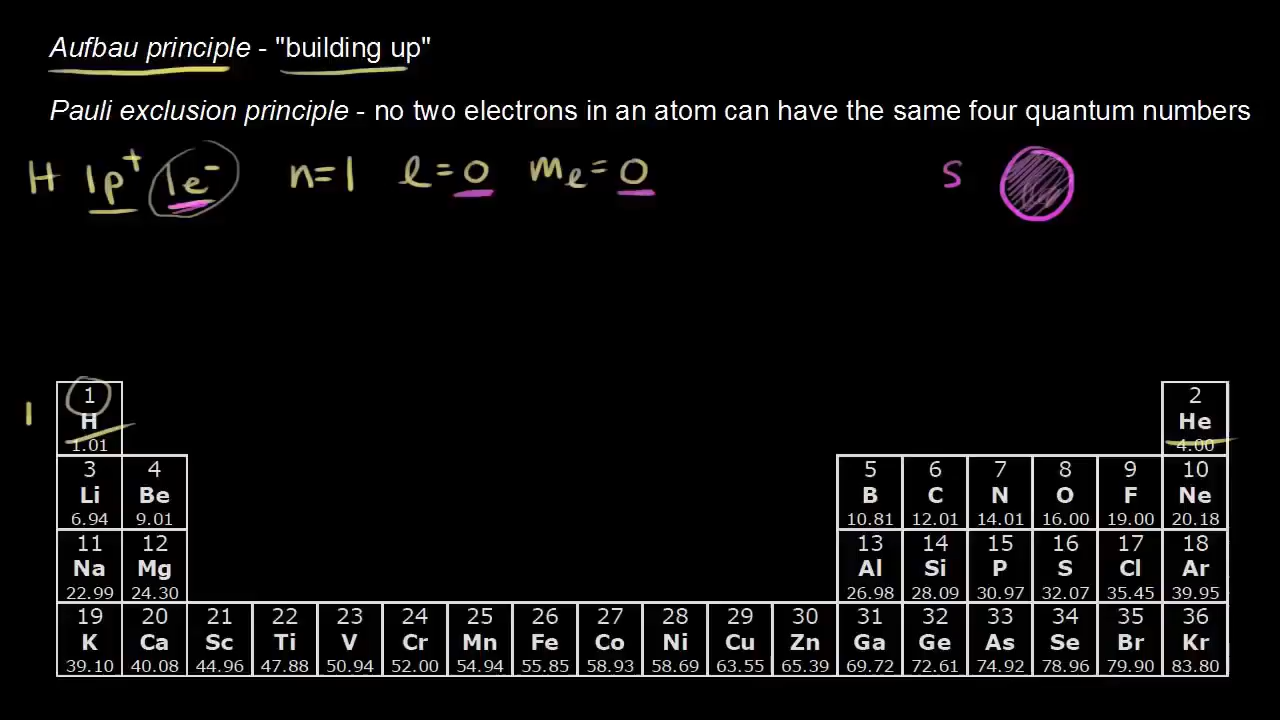 Aufbau principle - "building up"
Pauli exclusion principle - no two electrons in an atom can have the same four quantum numbers
H 1p⁺ 1e⁻ n=1 l=0 mₗ=0 S
1 2
1 H He
1.01 4.00
3 4 5 6 7 8 9 10
Li Be B C N O F Ne
6.94 9.01 10.81 12.01 14.01 16.00 19.00 20.18
11 12 13 14 15 16 17 18
Na Mg Al Si P S Cl Ar
22.99 24.30 26.98 28.09 30.97 32.07 35.45 39.95
19 20 21 22 23 24 25 26 27 28 29 30 31 32 33 34 35 36
K Ca Sc Ti V Cr Mn Fe Co Ni Cu Zn Ga Ge As Se Br Kr
39.10 40.08 44.96 47.88 50.94 52.00 54.94 55.85 58.93 58.69 63.55 65.39 69.72 72.61 74.92 78.96 79.90 83.80